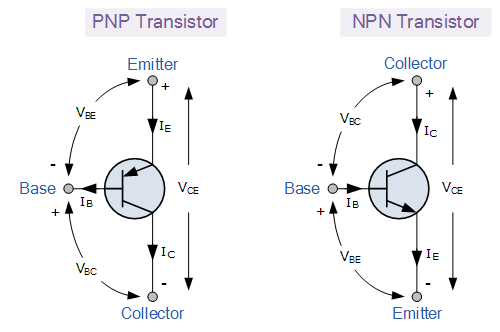 PNP Transistor
Emitter
+
VBE
IE
-
Base
IB
VCE
+
VBC
IC
-
Collector
NPN Transistor
Collector
+
VBC
IC
-
Base
IB
VCE
+
VBE
IE
-
Emitter